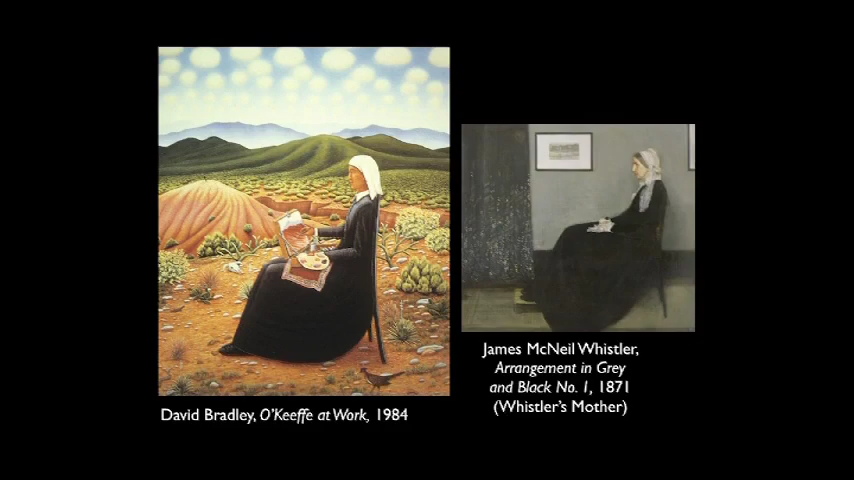 David Bradley, O'Keeffe at Work, 1984
James McNeil Whistler,
Arrangement in Grey
and Black No. 1, 1871
(Whistler's Mother)